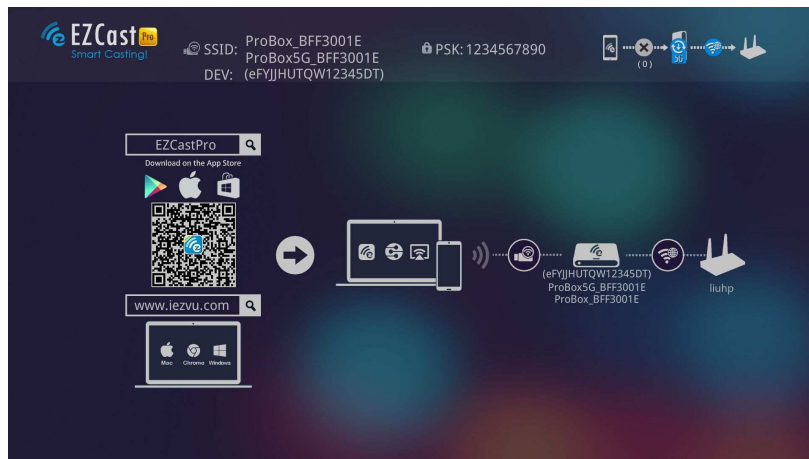 EZCast Pro
Smart Casting!
SSID: ProBox_BFF3001E
ProBox5G_BFF3001E
DEV: (eFYJJHUTQW12345DT)
PSK: 1234567890
5G
(0)
EZCastPro
Download on the App Store
www.iezvu.com
Mac Chrome Windows
(eFYJJHUTQW12345DT)
ProBox5G_BFF3001E
ProBox_BFF3001E
liuhp